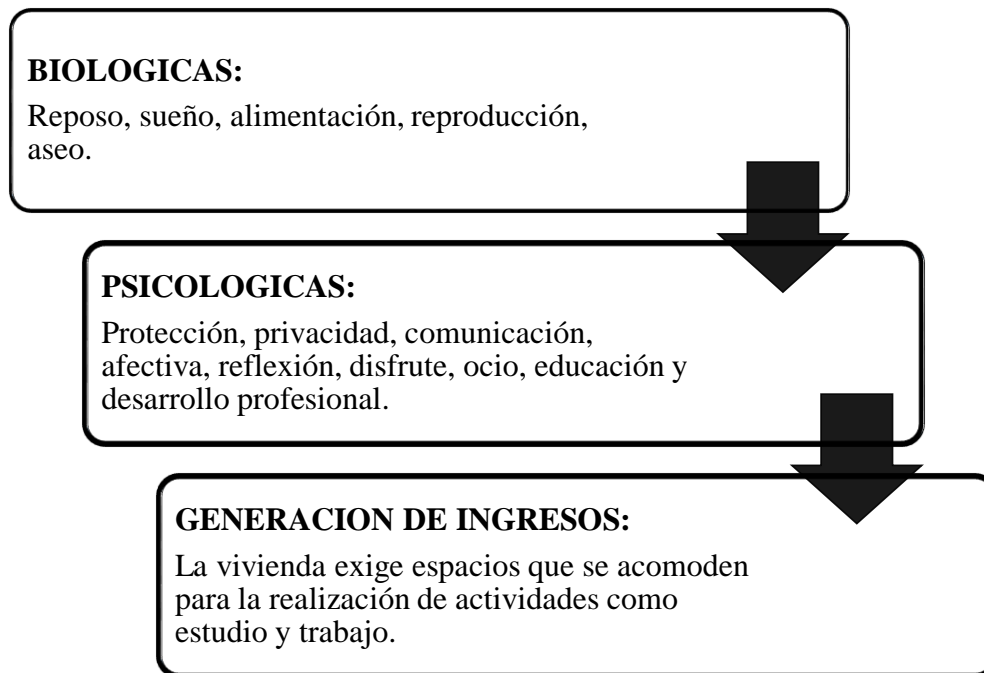 BIOLOGICAS:
Reposo, sueño, alimentación, reproducción,
aseo.
PSICOLOGICAS:
Protección, privacidad, comunicación,
afectiva, reflexión, disfrute, ocio, educación y
desarrollo profesional.
GENERACION DE INGRESOS:
La vivienda exige espacios que se acomoden
para la realización de actividades como
estudio y trabajo.